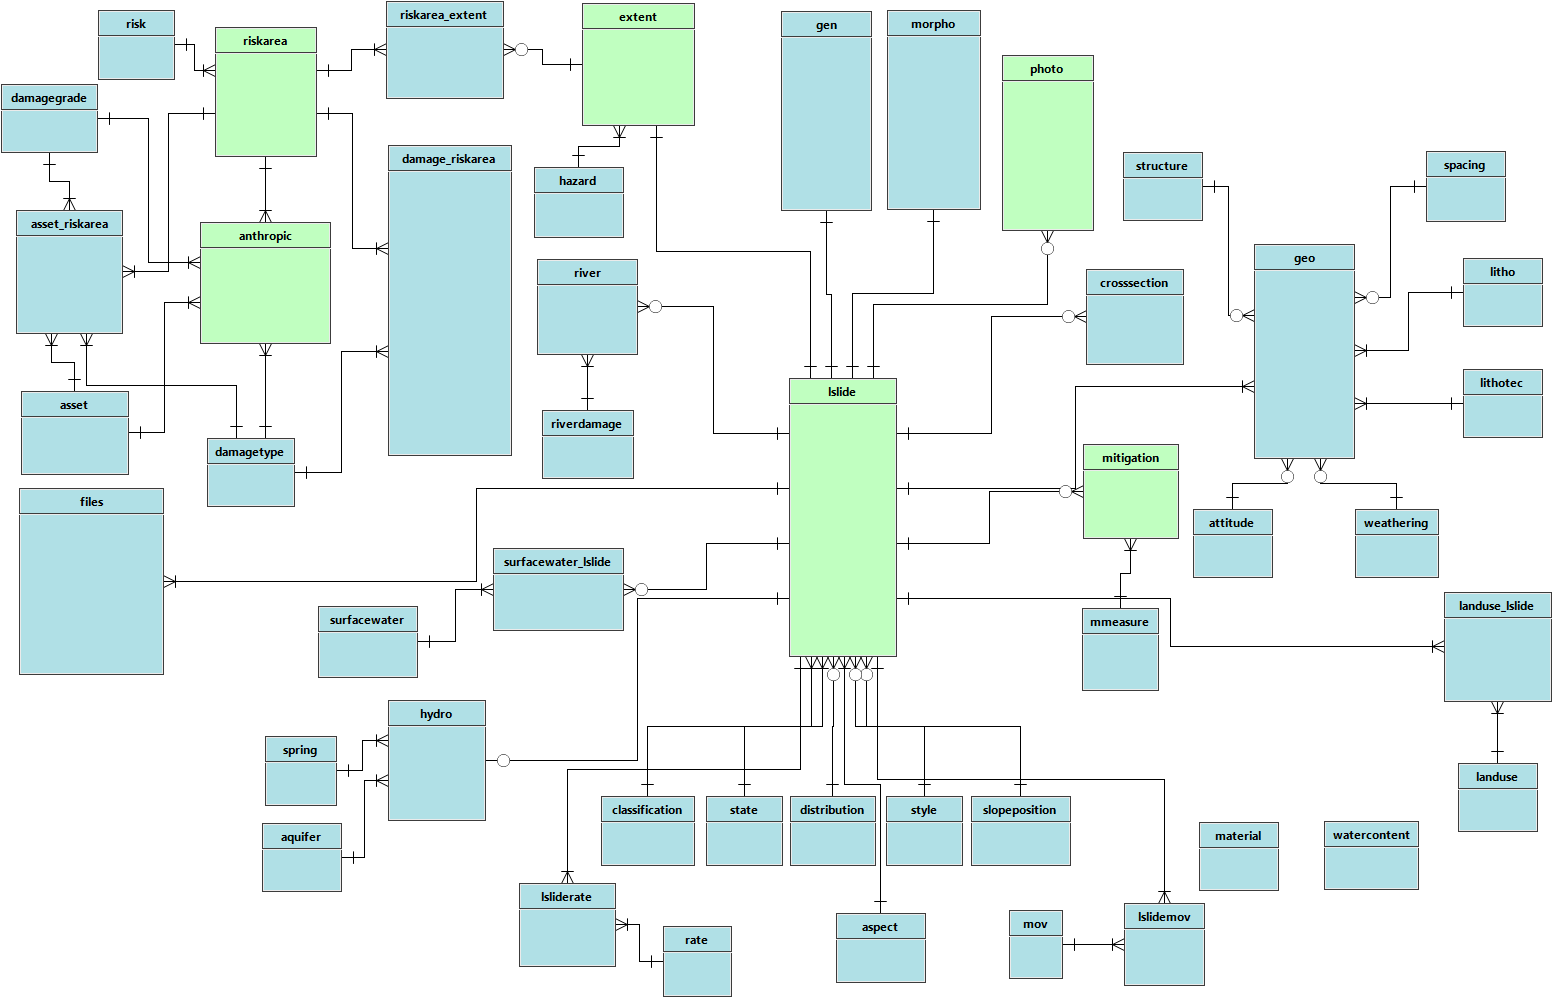 risk
riskarea
riskarea_extent
extent
gen
morpho
photo
damagegrade
damage_riskarea
hazard
structure
spacing
asset_riskarea
anthropic
river
crosssection
geo
litho
asset
damagetype
riverdamage
lslide
mitigation
lithotec
files
surfacewater_lslide
attitude
weathering
surfacewater
mmeasure
landuse_lslide
hydro
spring
aquifer
classification
state
distribution
style
slopeposition
material
watercontent
landuse
lsliderate
rate
aspect
mov
lslidemov